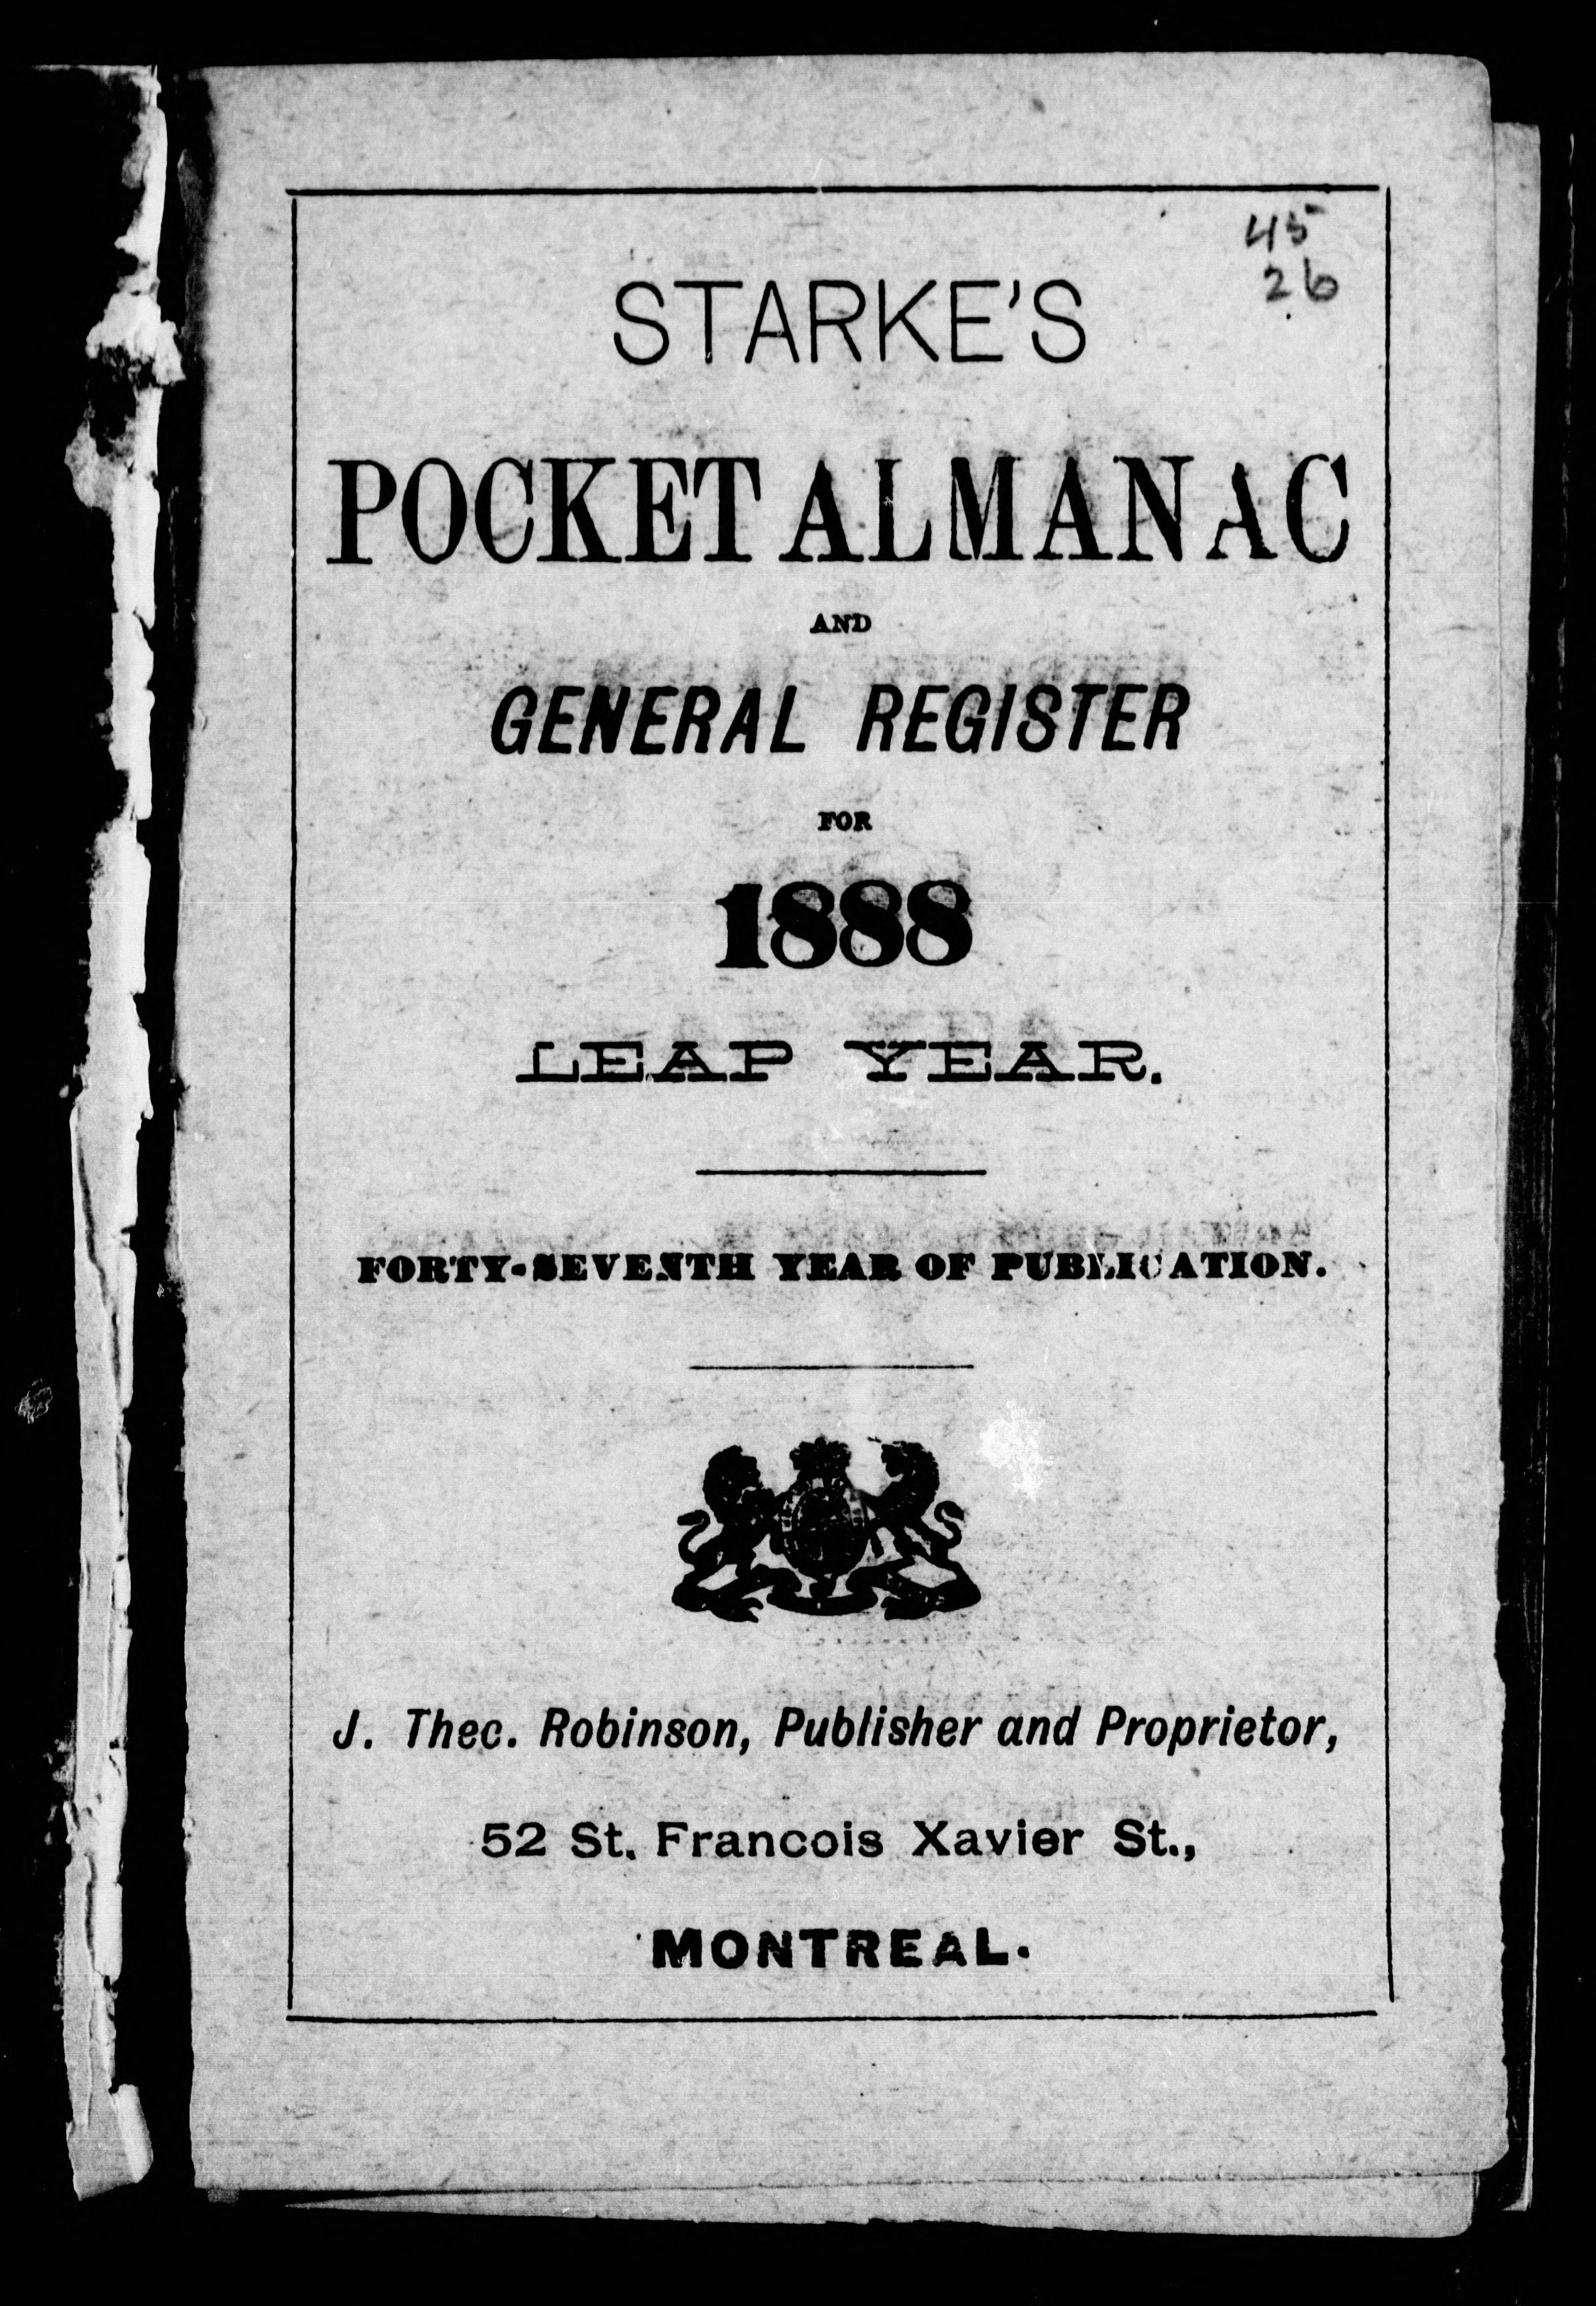 45
26
STARKE'S
POCKET ALMANAC
AND
GENERAL REGISTER
FOR
1888
LEAP YEAR.
FORTY-SEVENTH YEAR OF PUBLICATION.
J. Theo. Robinson, Publisher and Proprietor,
52 St. Francois Xavier St.,
MONTREAL.